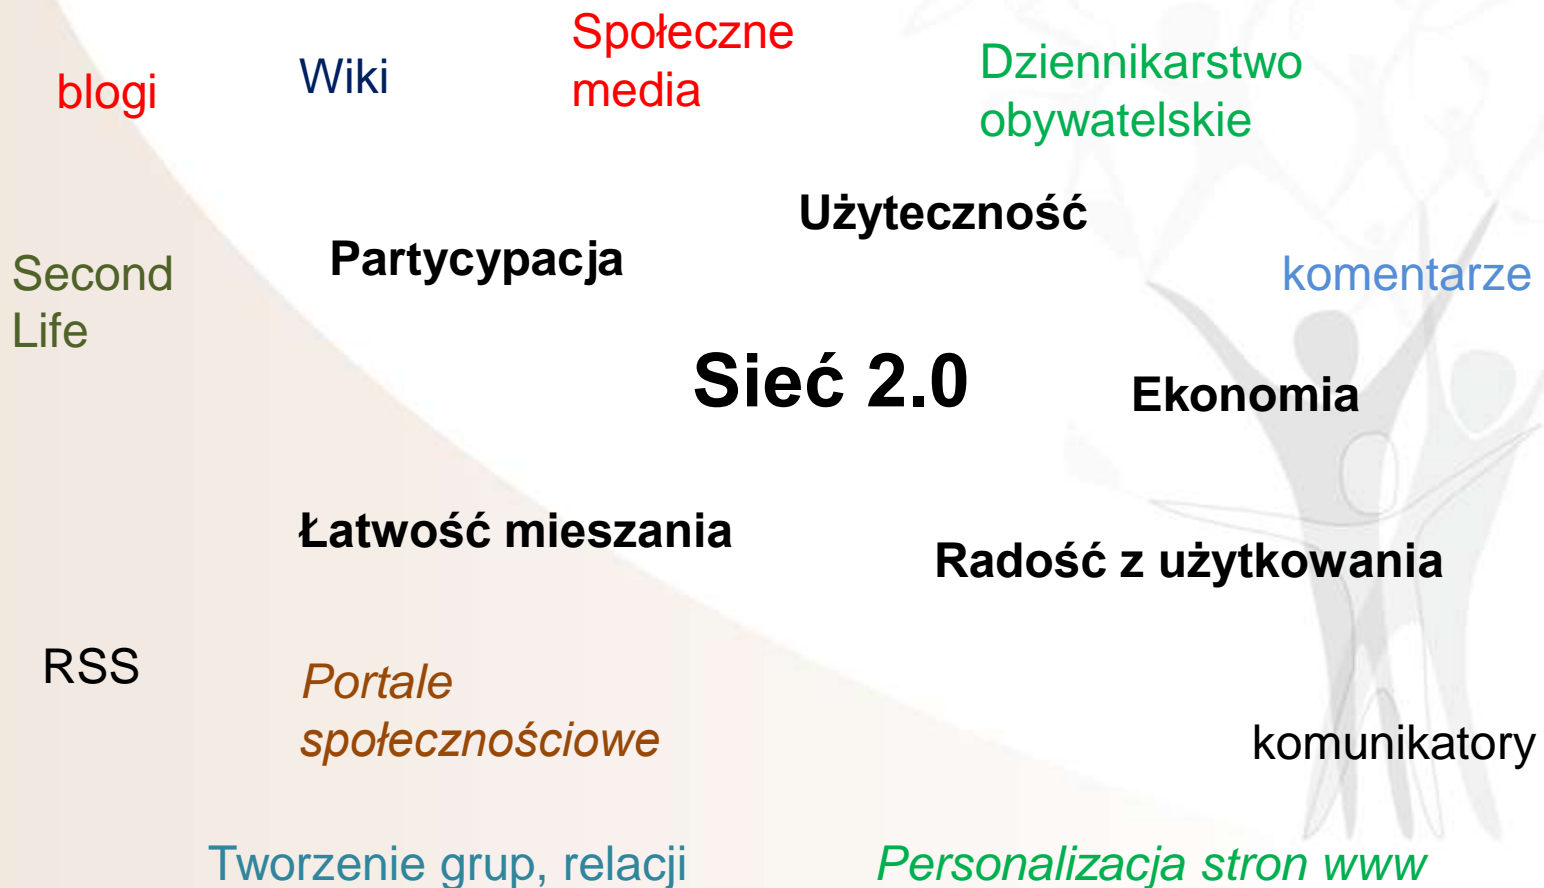 blogi
Wiki
Społeczne
media
Dziennikarstwo
obywatelskie
Użyteczność
Partycypacja
Second
Life
komentarze
Sieć 2.0
Ekonomia
Łatwość mieszania
Radość z użytkowania
RSS
Portale
społecznościowe
komunikatory
Tworzenie grup, relacji
Personalizacja stron www